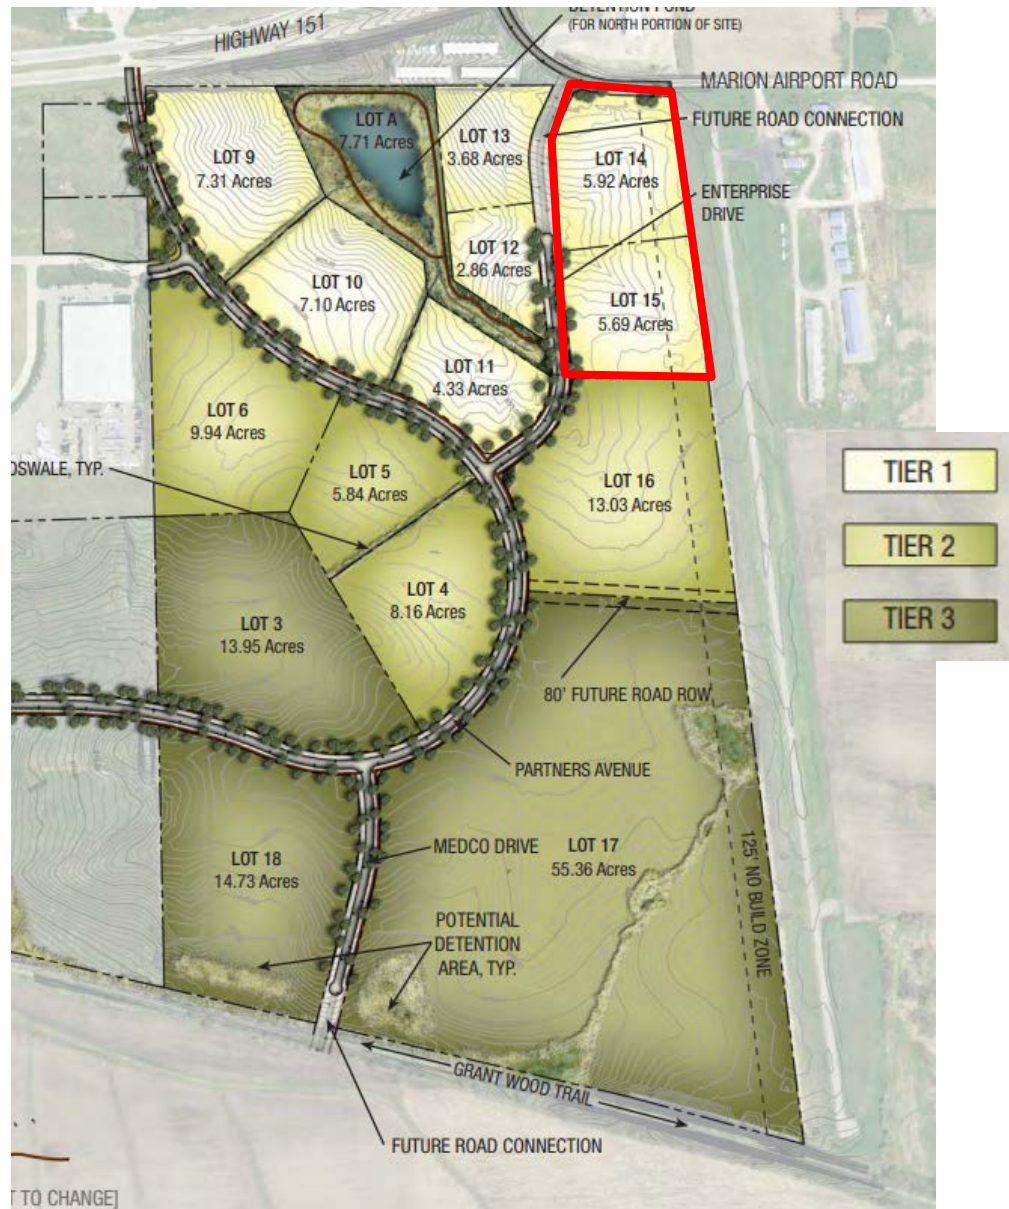 DETENTION POND
(FOR NORTH PORTION OF SITE)
HIGHWAY 151
MARION AIRPORT ROAD
FUTURE ROAD CONNECTION
LOT A
7.71 Acres
LOT 13
3.68 Acres
LOT 9
7.31 Acres
LOT 14
5.92 Acres
ENTERPRISE
DRIVE
LOT 12
2.86 Acres
LOT 10
7.10 Acres
LOT 15
5.69 Acres
LOT 11
4.33 Acres
LOT 6
9.94 Acres
OSWALE, TYP.
LOT 5
5.84 Acres
LOT 16
13.03 Acres
TIER 1
TIER 2
TIER 3
LOT 4
8.16 Acres
LOT 3
13.95 Acres
80' FUTURE ROAD ROW
PARTNERS AVENUE
MEDCO DRIVE
LOT 17
55.36 Acres
LOT 18
14.73 Acres
125' NO BUILD ZONE
POTENTIAL
DETENTION
AREA, TYP.
GRANT WOOD TRAIL
FUTURE ROAD CONNECTION
T TO CHANGE]